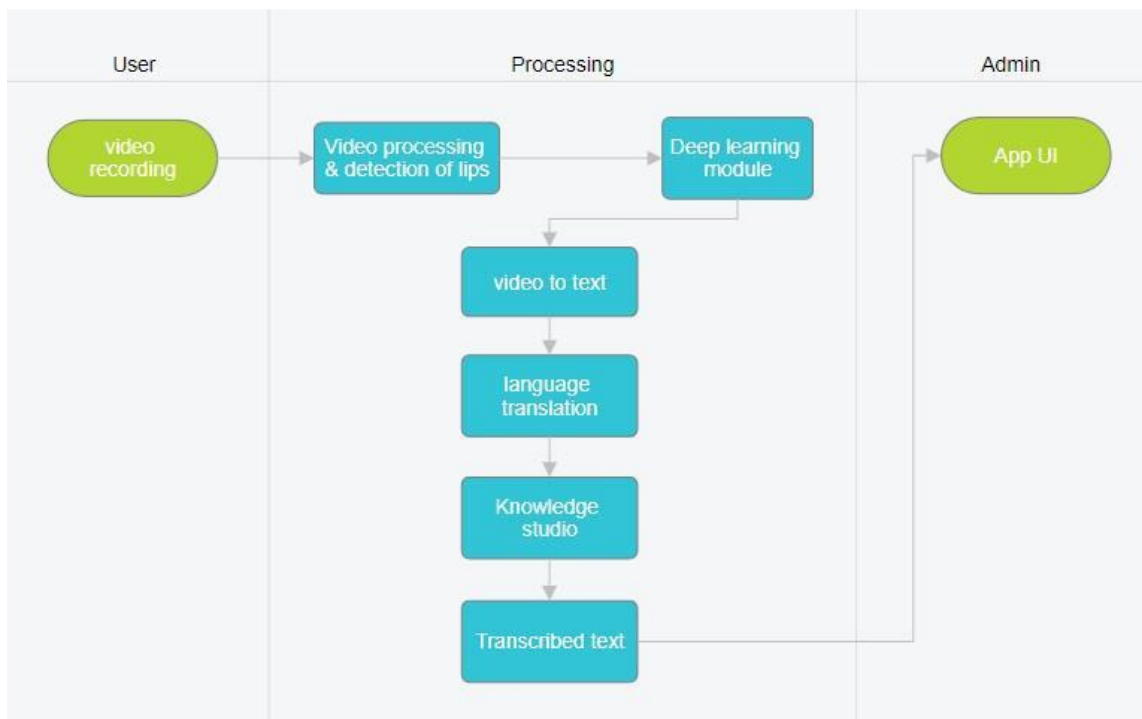 User
Processing
Admin
video
recording
Video processing
& detection of lips
Deep learning
module
App UI
video to text
language
translation
Knowledge
studio
Transcribed text